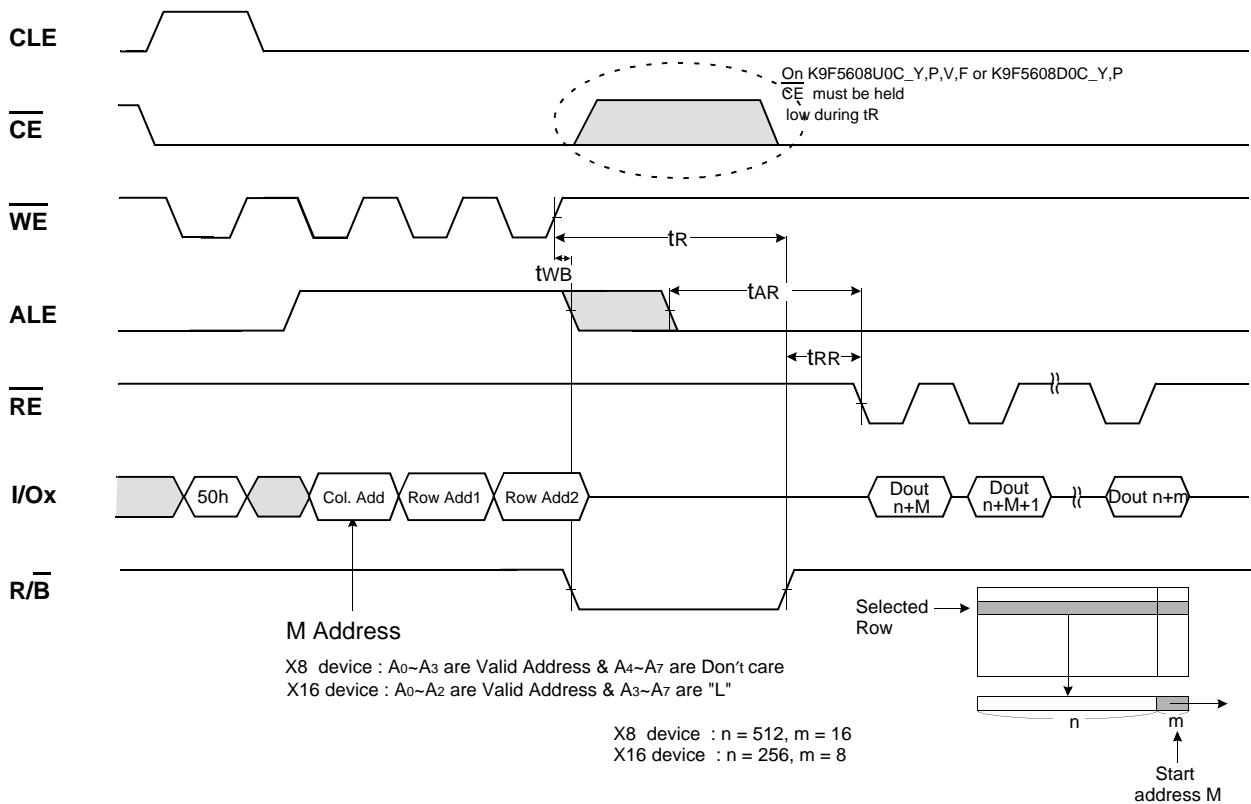 CLE
On K9F5608U0C_Y,P,V,F or K9F5608D0C_Y,P
CE must be held
low during tR
CE
WE
tR
tWB
tAR
ALE
tRR
RE
I/Ox
50h
Col. Add
Row Add1
Row Add2
Dout
n+M
Dout
n+M+1
Dout n+m
R/B
M Address
X8 device : A0~A3 are Valid Address & A4~A7 are Don't care
X16 device : A0~A2 are Valid Address & A3~A7 are "L"
Selected
Row
n
m
X8 device : n = 512, m = 16
X16 device : n = 256, m = 8
Start
address M